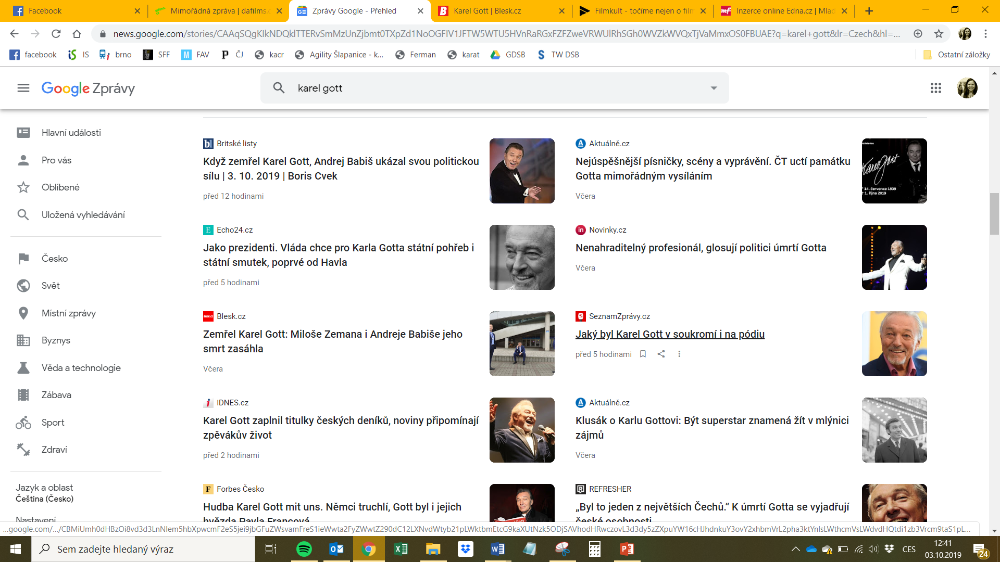 Facebook
Mimořádná zpráva | dafilms.c
Zprávy Google - Přehled
Karel Gott | Blesk.cz
Filmkult - točíme nejen o film
Inzerce online Edna.cz | Mlad
news.google.com/stories/CAAqSQgKIkNDQklTTERvSmMzUnZjbmt0TXpZd1NoOGFIV1JFTW5WTU5HVnRaRGxFZFZweVRWUlRhSGh0WVZkWVQxTjVaMmxOS0FBUAE?q=karel+gott&lr=Czech&hl=...
facebook
IS
brno
SFF
FAV
ČJ
kacr
Agility Šlapanice - k...
Ferman
karat
GDSB
TW DSB
Ostatní záložky
Google Zprávy
karel gott
Hlavní události
Pro vás
Oblíbené
Uložená vyhledávání
Česko
Svět
Místní zprávy
Byznys
Věda a technologie
Zábava
Sport
Zdraví
Jazyk a oblast
Čeština (Česko)
Nastavení
Britské listy
Když zemřel Karel Gott, Andrej Babiš ukázal svou politickou
sílu | 3. 10. 2019 | Boris Cvek
před 12 hodinami
Aktuálně.cz
Nejúspěšnější písničky, scény a vyprávění. ČT uctí památku
Gotta mimořádným vysíláním
Včera
Karel Gott
* 14. července 1939
† 1. října 2019
Echo24.cz
Jako prezidenti. Vláda chce pro Karla Gotta státní pohřeb i
státní smutek, poprvé od Havla
před 5 hodinami
Novinky.cz
Nenahraditelný profesionál, glosují politici úmrtí Gotta
Včera
Blesk.cz
Zemřel Karel Gott: Miloše Zemana i Andreje Babiše jeho
smrt zasáhla
Včera
SeznamZprávy.cz
Jaký byl Karel Gott v soukromí i na pódiu
před 5 hodinami
iDNES.cz
Karel Gott zaplnil titulky českých deníků, noviny připomínají
zpěvákův život
před 2 hodinami
Aktuálně.cz
Klusák o Karlu Gottovi: Být superstar znamená žít v mlýnici
zájmů
Včera
Forbes Česko
Hudba Karel Gott mit uns. Němci truchlí, Gott byl i jejich
hvězda Pavla Francová
REFRESHER
„Byl to jeden z největších Čechů.“ K úmrtí Gotta se vyjadřují
české osobnosti
Sem zadejte hledaný výraz
CES
12:41
03.10.2019
24